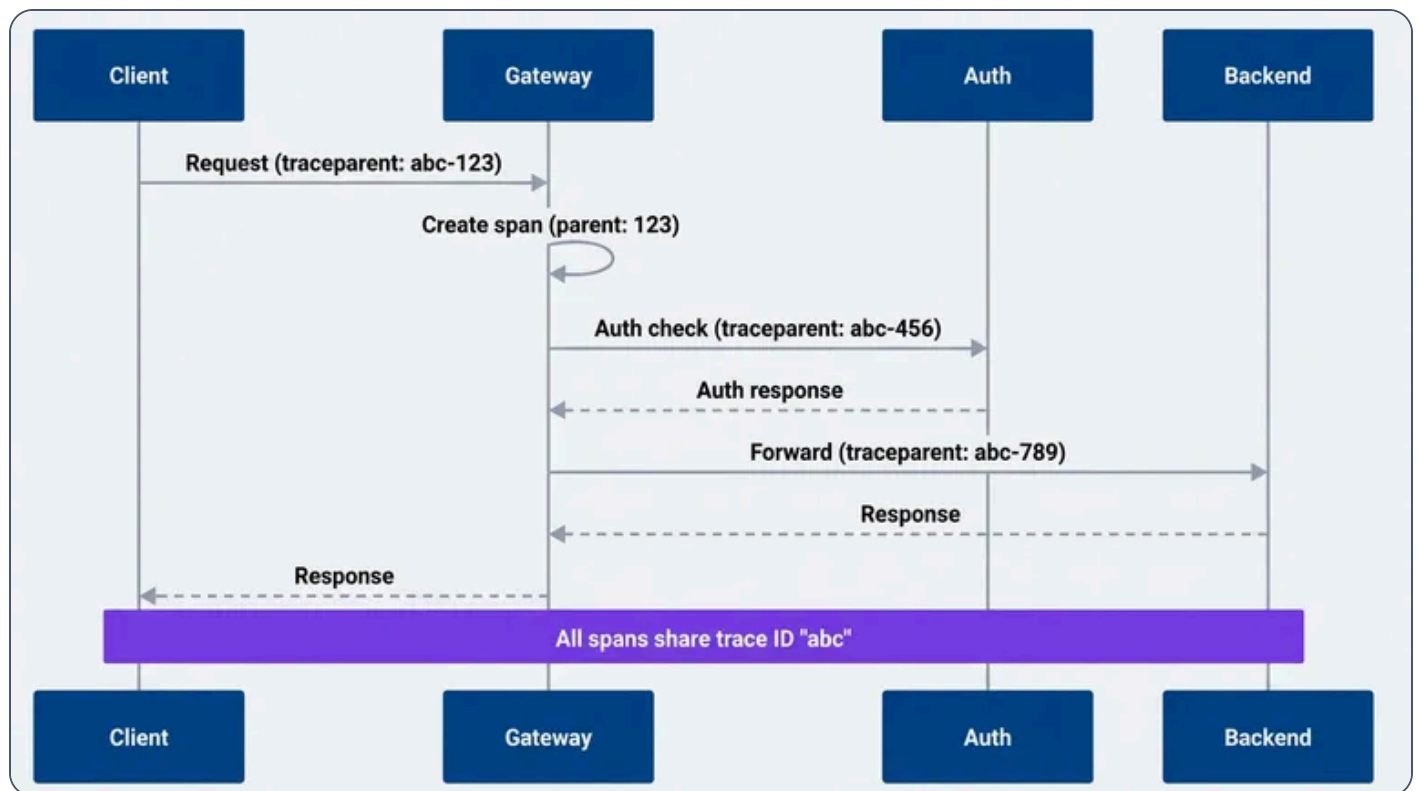 Client
Gateway
Auth
Backend
Request (traceparent: abc-123)
Create span (parent: 123)
Auth check (traceparent: abc-456)
Auth response
Forward (traceparent: abc-789)
Response
Response
All spans share trace ID "abc"
Client
Gateway
Auth
Backend